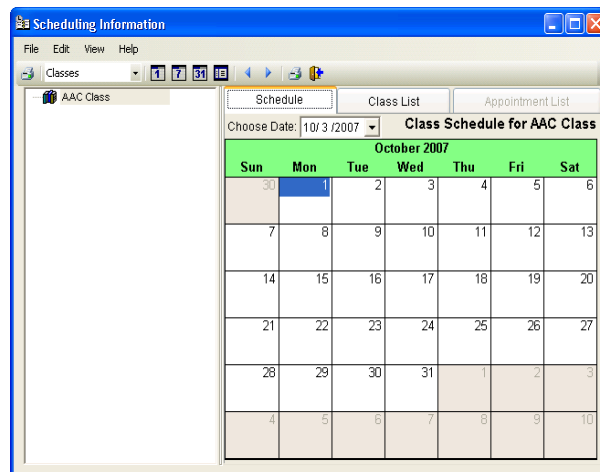 Scheduling Information
File Edit View Help
Classes 1 7 31
AAC Class
Schedule Class List Appointment List
Choose Date: 10/ 3 /2007 Class Schedule for AAC Class
October 2007
Sun Mon Tue Wed Thu Fri Sat
30 1 2 3 4 5 6
7 8 9 10 11 12 13
14 15 16 17 18 19 20
21 22 23 24 25 26 27
28 29 30 31 1 2 3
4 5 6 7 8 9 10